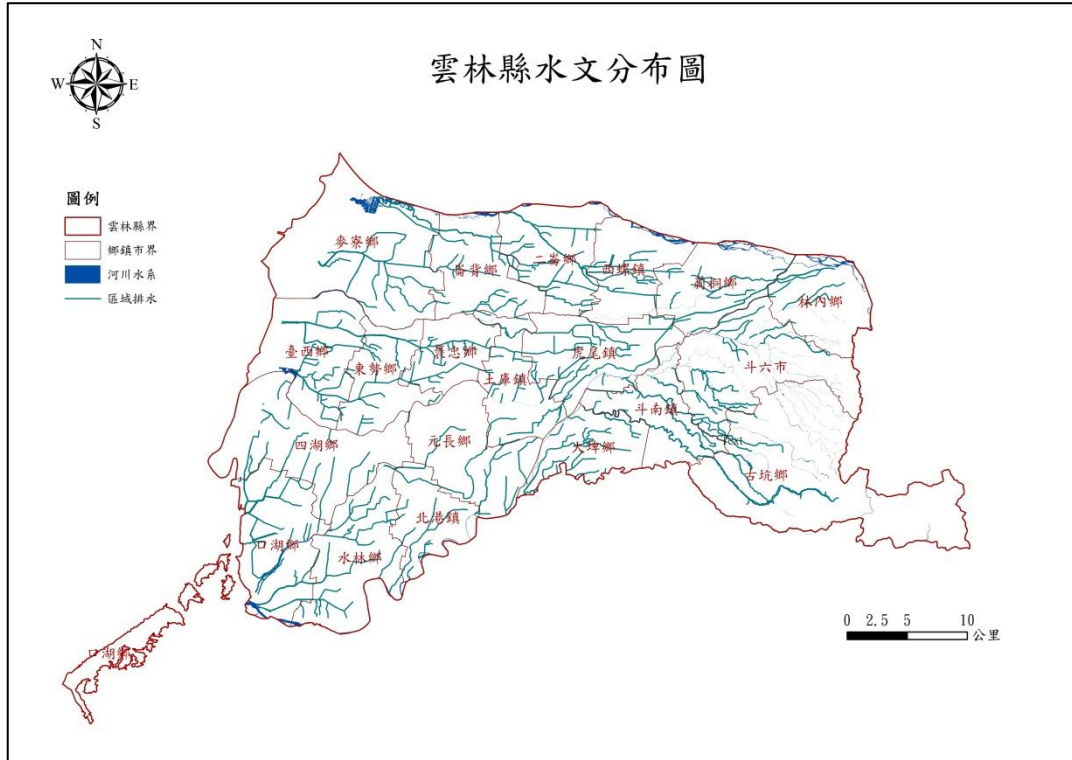 雲林縣水文分布圖
N
W E
S
圖例
雲林縣界
鄉鎮市界
河川水系
區域排水
麥寮鄉
崙背鄉
二崙鄉
西螺鎮
莿桐鄉
林內鄉
臺西鄉
東勢鄉
褒忠鄉
土庫鎮
虎尾鎮
斗六市
斗南鎮
四湖鄉
元長鄉
大埤鄉
古坑鄉
北港鎮
口湖鄉
水林鄉
口湖鄉
0 2.5 5 10
公里